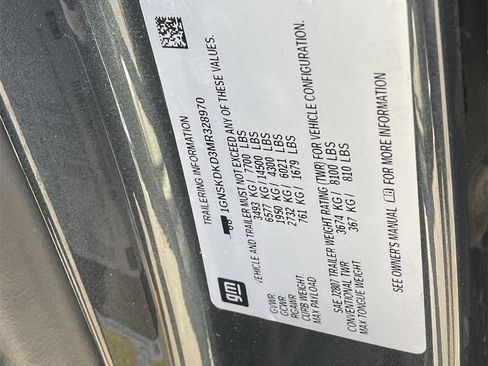 gm
TRAILERING INFORMATION
1GNSKDKD3MR328970
VEHICLE AND TRAILER MUST NOT EXCEED ANY OF THESE VALUES.
GVWR 3493 KG / 7700 LBS
GCWR 6577 KG / 14500 LBS
RGAWR 1950 KG / 4300 LBS
CURB WEIGHT 2732 KG / 6021 LBS
MAX PAYLOAD 761 KG / 1679 LBS
SAE J2807 TRAILER WEIGHT RATING (TWR) FOR VEHICLE CONFIGURATION.
CONVENTIONAL TWR 3674 KG / 8100 LBS
MAX TONGUE WEIGHT 367 KG / 810 LBS
SEE OWNER'S MANUAL FOR MORE INFORMATION